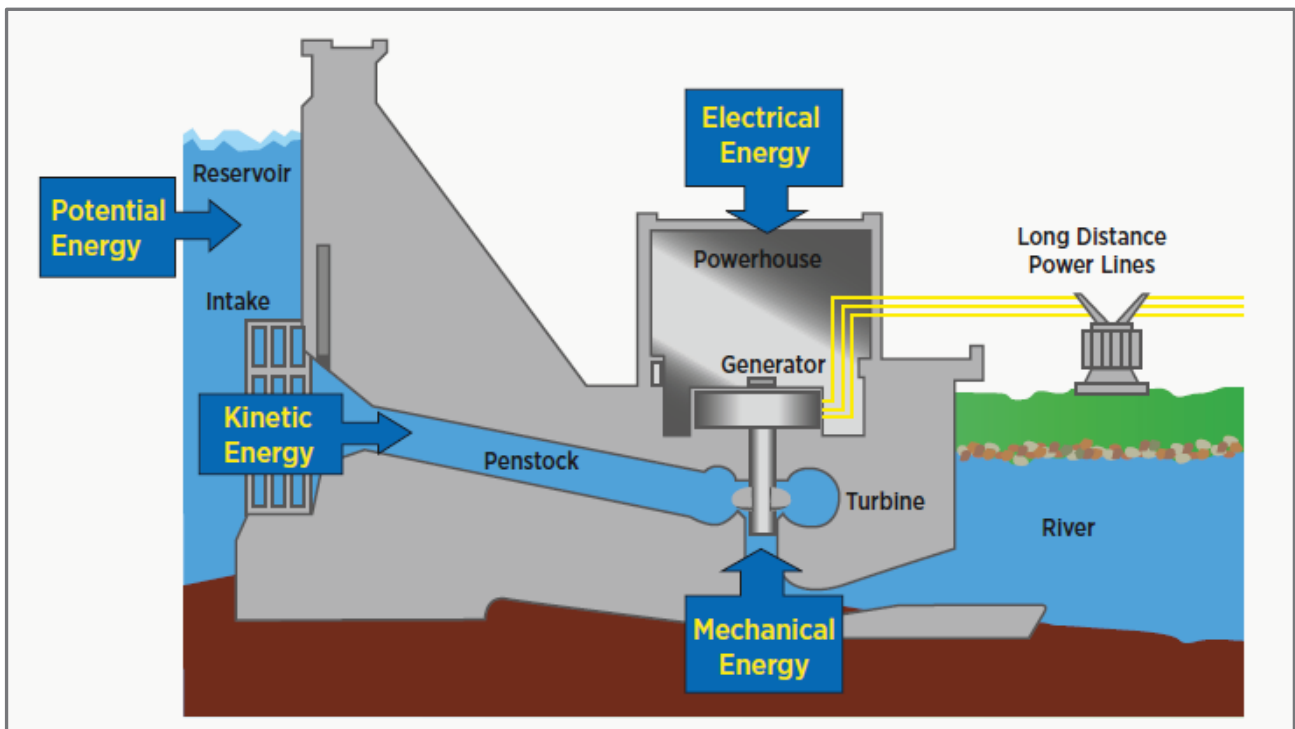 Electrical
Energy
Reservoir
Potential
Energy
Long Distance
Power Lines
Powerhouse
Intake
Generator
Kinetic
Energy
Penstock
Turbine
River
Mechanical
Energy